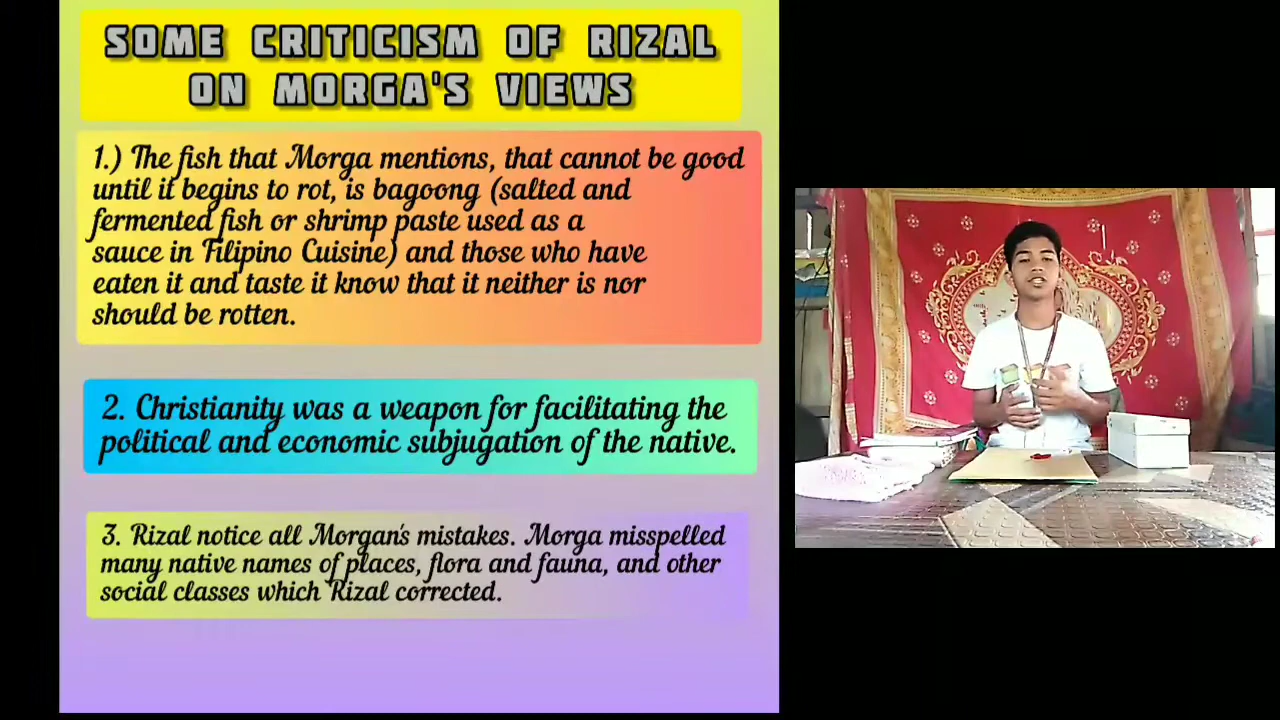 SOME CRITICISM OF RIZAL
ON MORGA'S VIEWS
1.) The fish that Morga mentions, that cannot be good
until it begins to rot, is bagoong (salted and
fermented fish or shrimp paste used as a
sauce in Filipino Cuisine) and those who have
eaten it and taste it know that it neither is nor
should be rotten.
2. Christianity was a weapon for facilitating the
political and economic subjugation of the native.
3. Rizal notice all Morgan's mistakes. Morga misspelled
many native names of places, flora and fauna, and other
social classes which Rizal corrected.